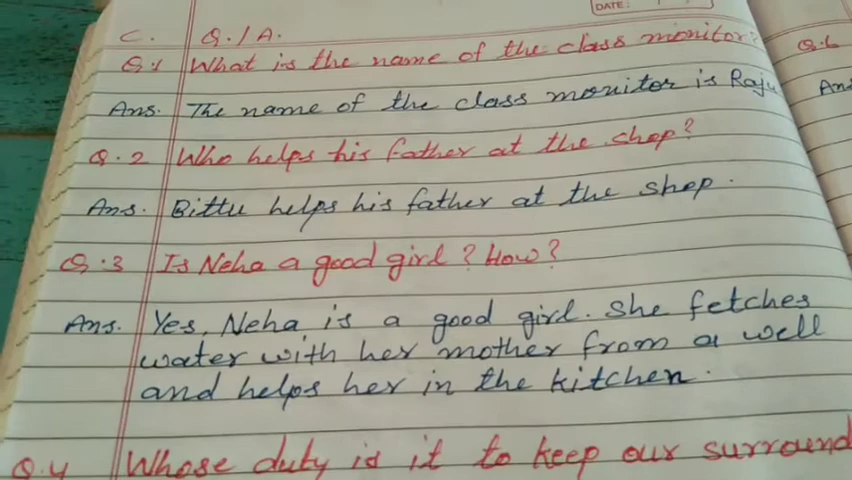 DATE:
C. Q./A.
Q.1 What is the name of the class monitor?
Ans. The name of the class monitor is Raju
Q.2 Who helps his father at the shop?
Ans. Bittu helps his father at the shop.
Q.3 Is Neha a good girl? How?
Ans. Yes, Neha is a good girl. She fetches
water with her mother from a well
and helps her in the kitchen.
Q.4 Whose duty is it to keep our surround
Q.6
Ans